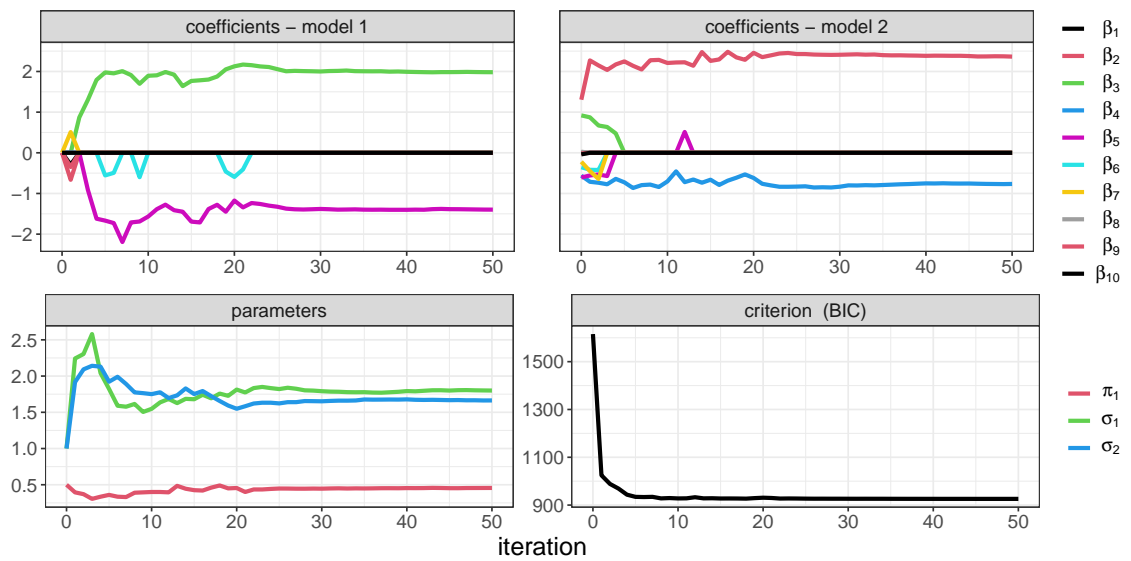 coefficients − model 1
coefficients − model 2
2
1
0
−1
−2
0 10 20 30 40 50
0 10 20 30 40 50
β1
β2
β3
β4
β5
β6
β7
β8
β9
β10
parameters
criterion (BIC)
2.5
2.0
1.5
1.0
0.5
0 10 20 30 40 50
1500
1300
1100
900
0 10 20 30 40 50
π1
σ1
σ2
iteration